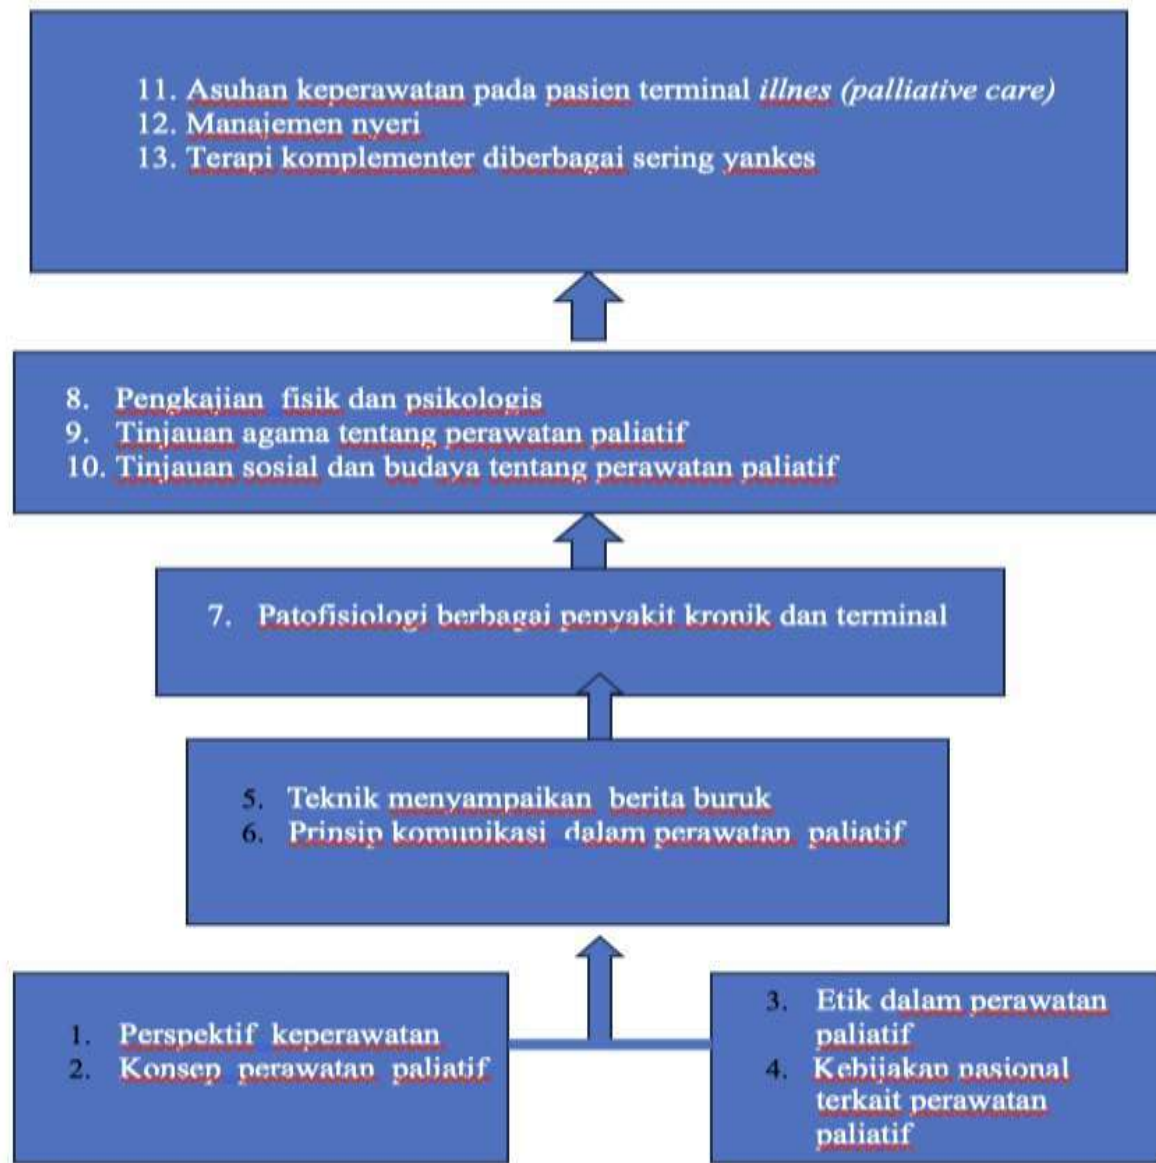 11. Asuhan keperawatan pada pasien terminal illnes (palliative care)
12. Manajemen nyeri
13. Terapi komplementer diberbagai sering yankes
8. Pengkajian fisik dan psikologis
9. Tinjauan agama tentang perawatan paliatif
10. Tinjauan sosial dan budaya tentang perawatan paliatif
7. Patofisiologi berbagai penyakit kronik dan terminal
5. Teknik menyampaikan berita buruk
6. Prinsip komunikasi dalam perawatan paliatif
1. Perspektif keperawatan
2. Konsep perawatan paliatif
3. Etik dalam perawatan
paliatif
4. Kebijakan nasional
terkait perawatan
paliatif